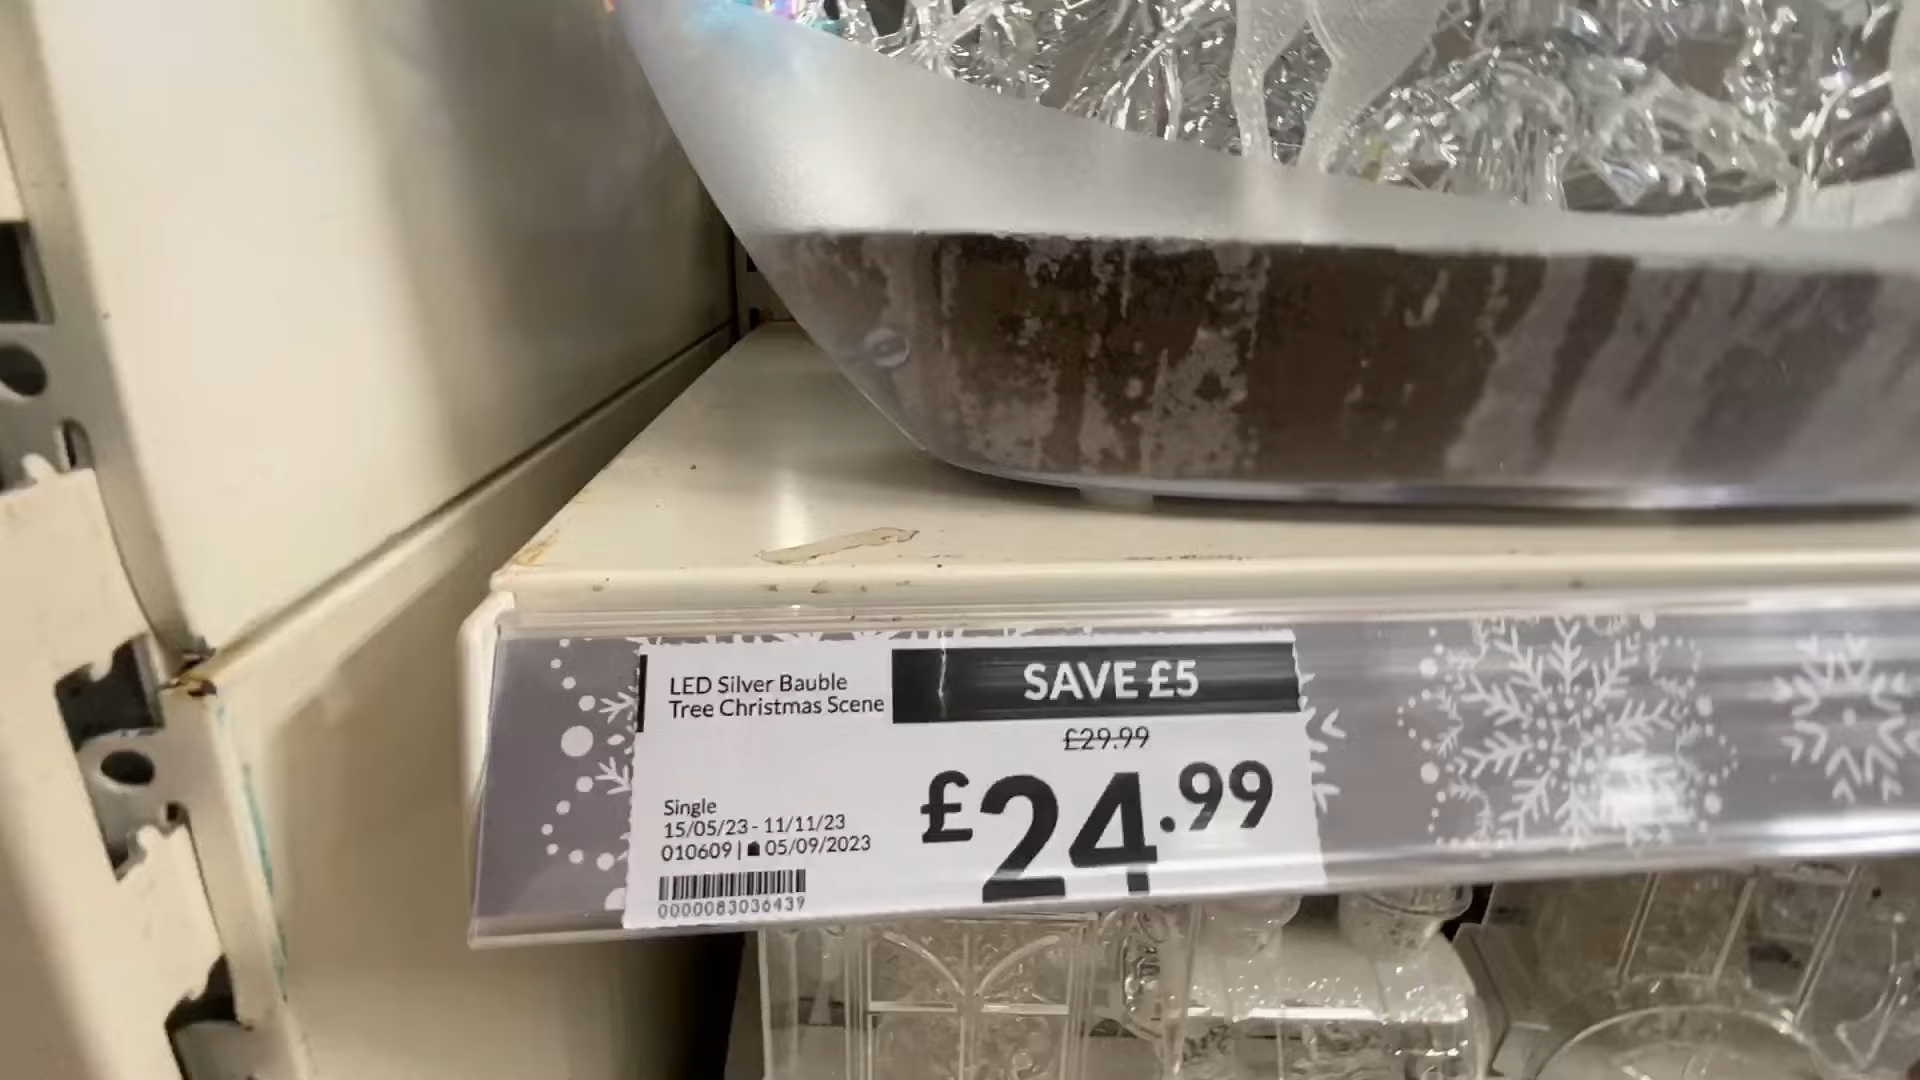 LED Silver Bauble
Tree Christmas Scene
SAVE £5
£29.99
£24.99
Single
15/05/23 - 11/11/23
010609 | 05/09/2023
0000083036439